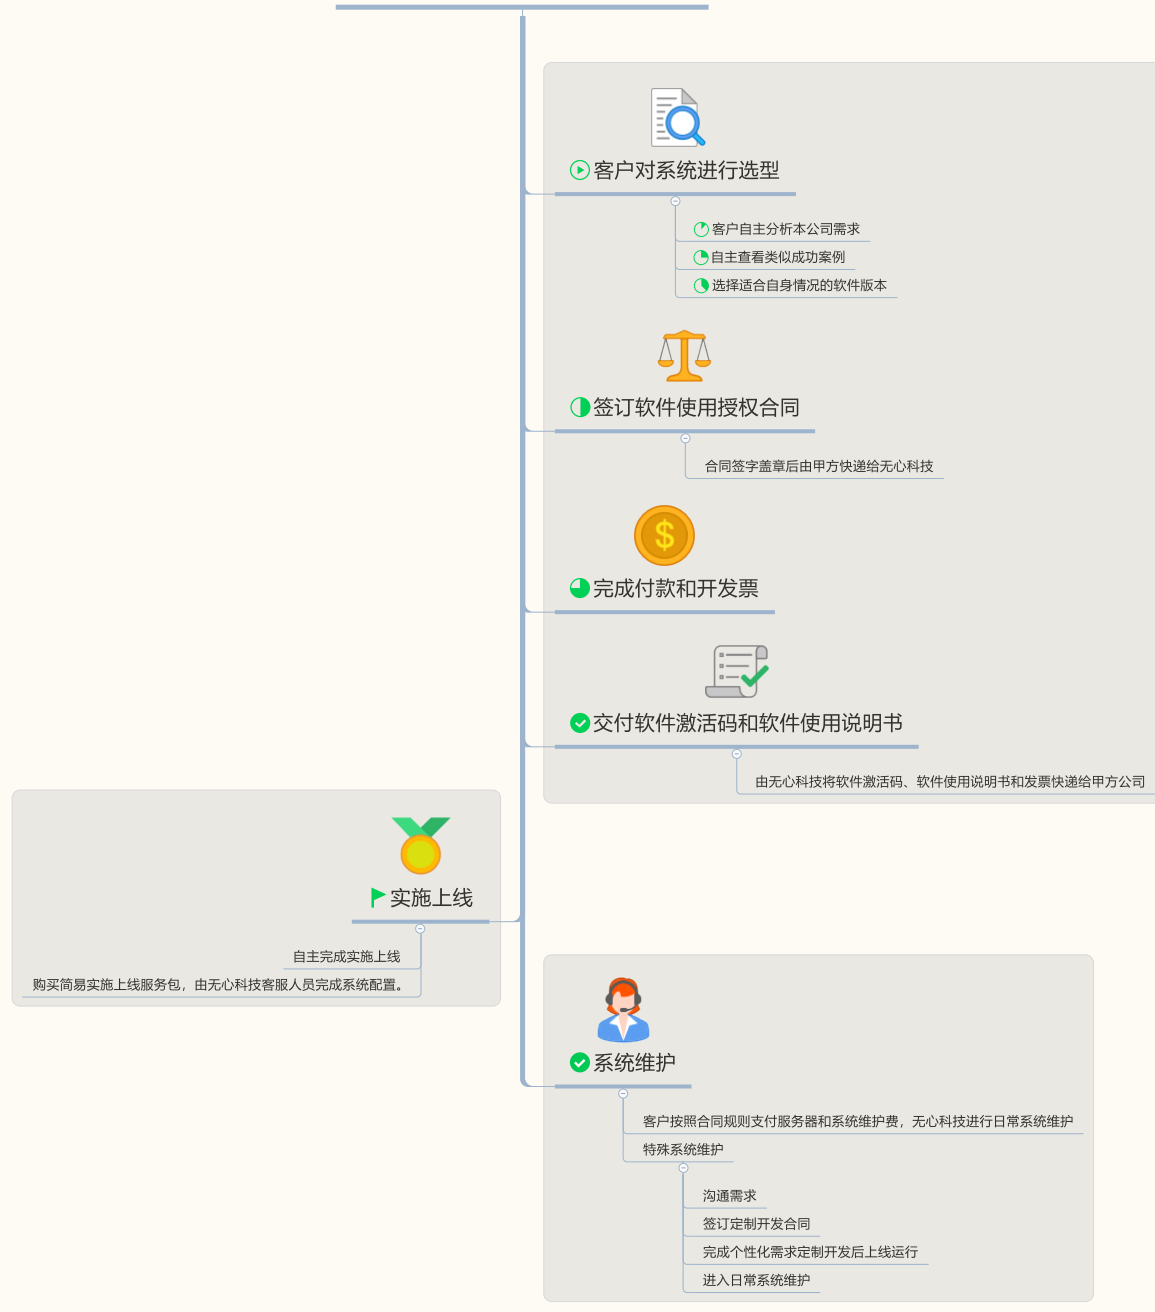 客户对系统进行选型
客户自主分析本公司需求
自主查看类似成功案例
选择适合自身情况的软件版本
签订软件使用授权合同
合同签字盖章后由甲方快递给无心科技
$
完成付款和开发票
交付软件激活码和软件使用说明书
由无心科技将软件激活码、软件使用说明书和发票快递给甲方公司
实施上线
自主完成实施上线
购买简易实施上线服务包，由无心科技客服人员完成系统配置。
系统维护
客户按照合同规则支付服务器和系统维护费，无心科技进行日常系统维护
特殊系统维护
沟通需求
签订定制开发合同
完成个性化需求定制开发后上线运行
进入日常系统维护